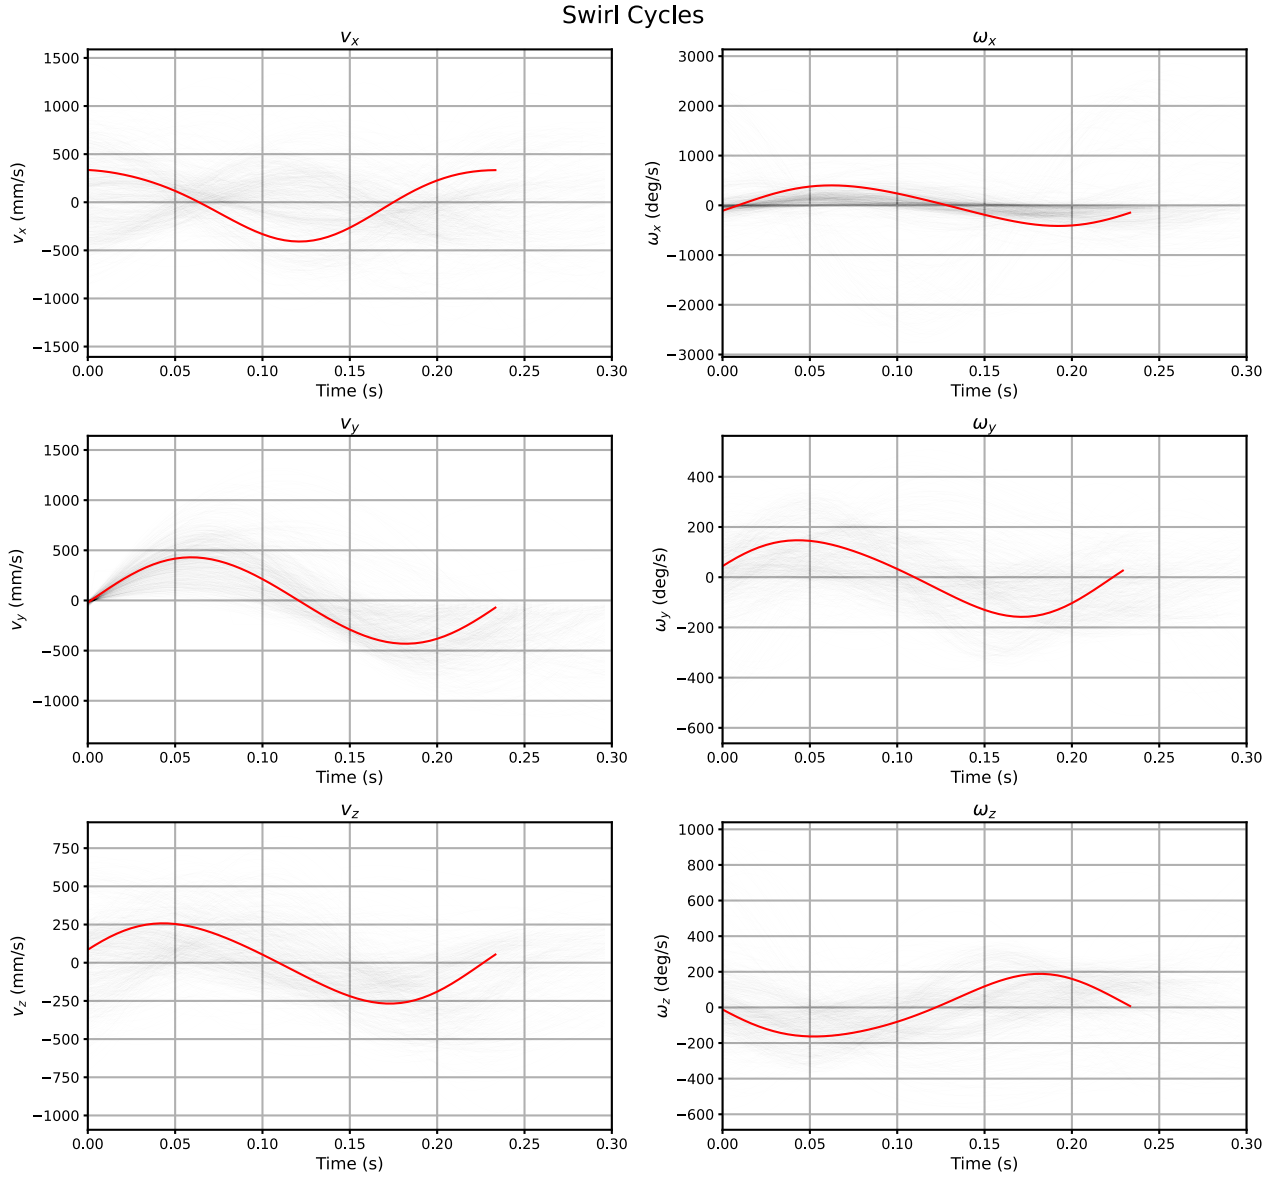 Swirl Cycles
v_x
1500
1000
500
0
−500
−1000
−1500
v_x (mm/s)
0.00 0.05 0.10 0.15 0.20 0.25 0.30
Time (s)
ω_x
3000
2000
1000
0
−1000
−2000
−3000
ω_x (deg/s)
0.00 0.05 0.10 0.15 0.20 0.25 0.30
Time (s)
v_y
1500
1000
500
0
−500
−1000
v_y (mm/s)
0.00 0.05 0.10 0.15 0.20 0.25 0.30
Time (s)
ω_y
400
200
0
−200
−400
−600
ω_y (deg/s)
0.00 0.05 0.10 0.15 0.20 0.25 0.30
Time (s)
v_z
750
500
250
0
−250
−500
−750
−1000
v_z (mm/s)
0.00 0.05 0.10 0.15 0.20 0.25 0.30
Time (s)
ω_z
1000
800
600
400
200
0
−200
−400
−600
ω_z (deg/s)
0.00 0.05 0.10 0.15 0.20 0.25 0.30
Time (s)